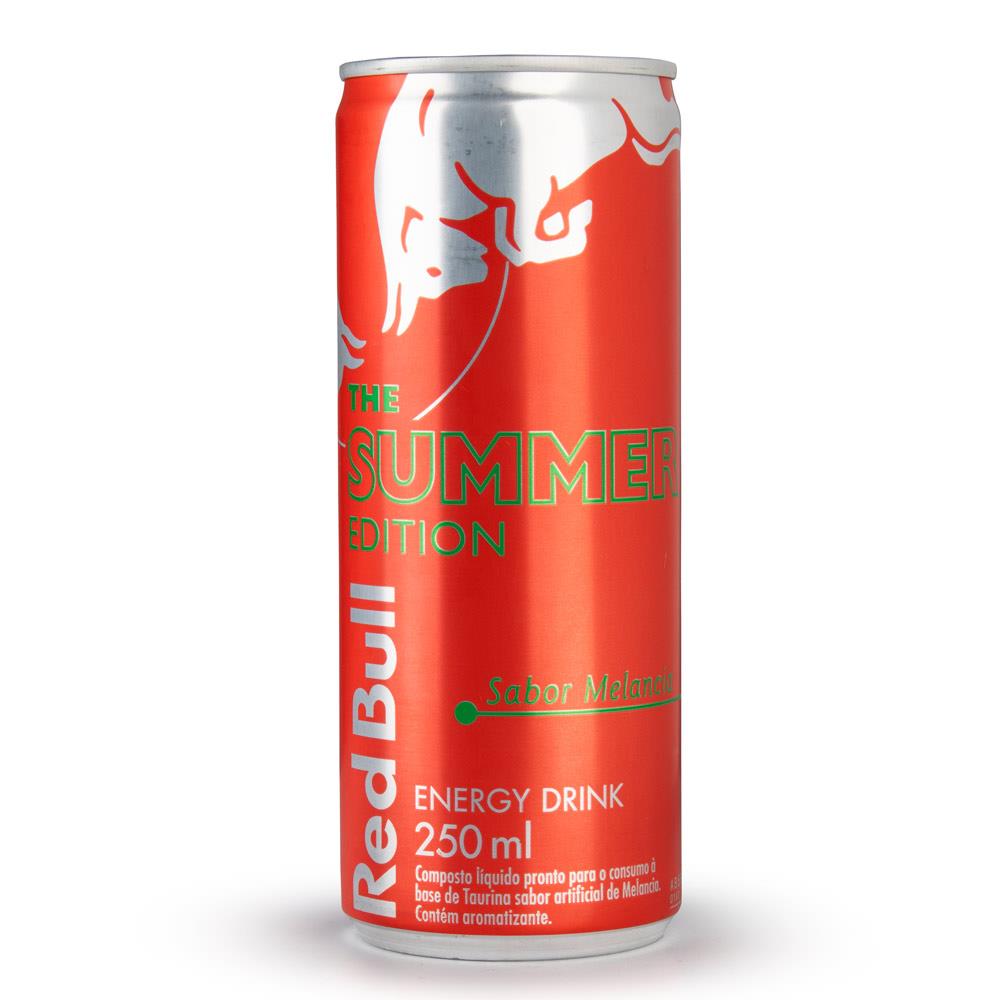 THE
SUMMER
EDITION
Red Bull
Sabor Melancia
ENERGY DRINK
250 ml
Composto líquido pronto para o consumo à
base de Taurina sabor artificial de Melancia.
Contém aromatizante.